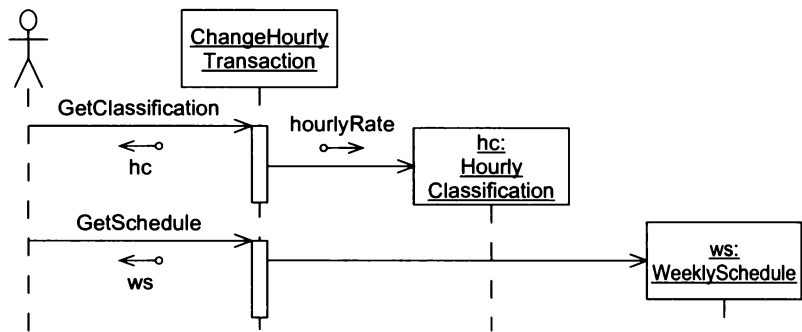 ChangeHourly
Transaction
GetClassification
hourlyRate
hc
hc:
Hourly
Classification
GetSchedule
ws
ws:
WeeklySchedule